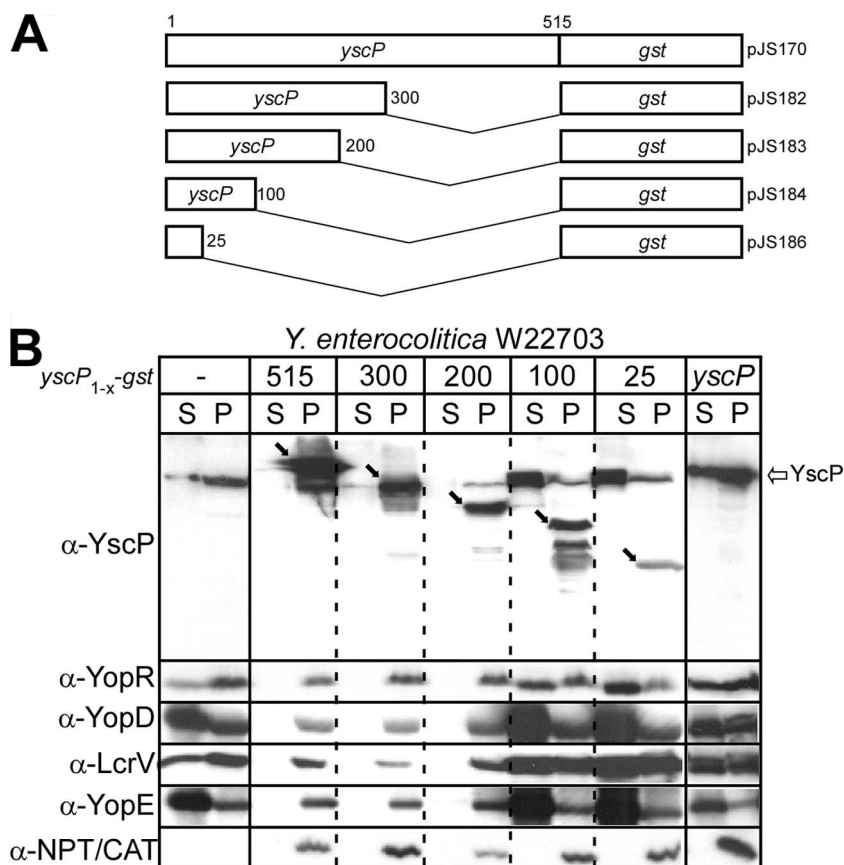 A
1 515
yscP gst pJS170
yscP 300 gst pJS182
yscP 200 gst pJS183
yscP 100 gst pJS184
25 gst pJS186
B
Y. enterocolitica W22703
yscP1-x-gst - 515 300 200 100 25 yscP
S P S P S P S P S P S P S P
α-YscP ⇦YscP
α-YopR
α-YopD
α-LcrV
α-YopE
α-NPT/CAT